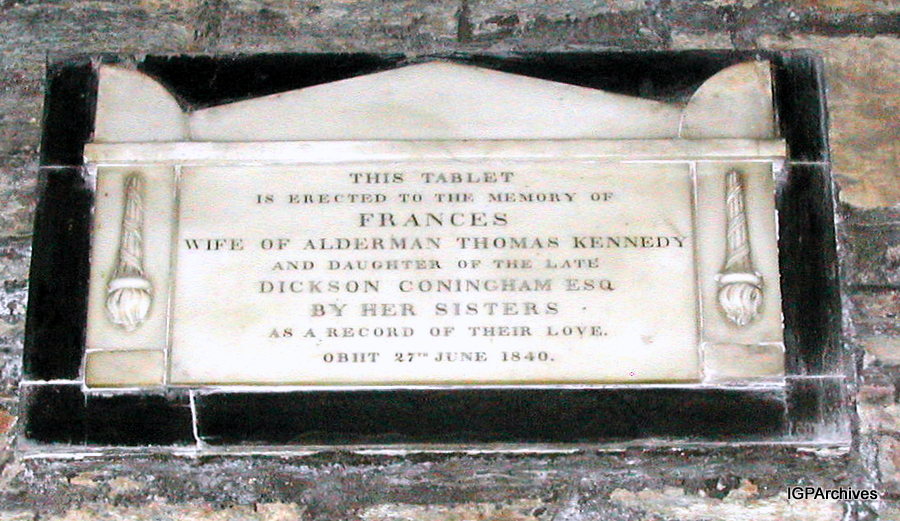 THIS TABLET
IS ERECTED TO THE MEMORY OF
FRANCES
WIFE OF ALDERMAN THOMAS KENNEDY
AND DAUGHTER OF THE LATE
DICKSON CONINGHAM ESQ
BY HER SISTERS
AS A RECORD OF THEIR LOVE.
OBIIT 27TH JUNE 1840.
IGPArchives